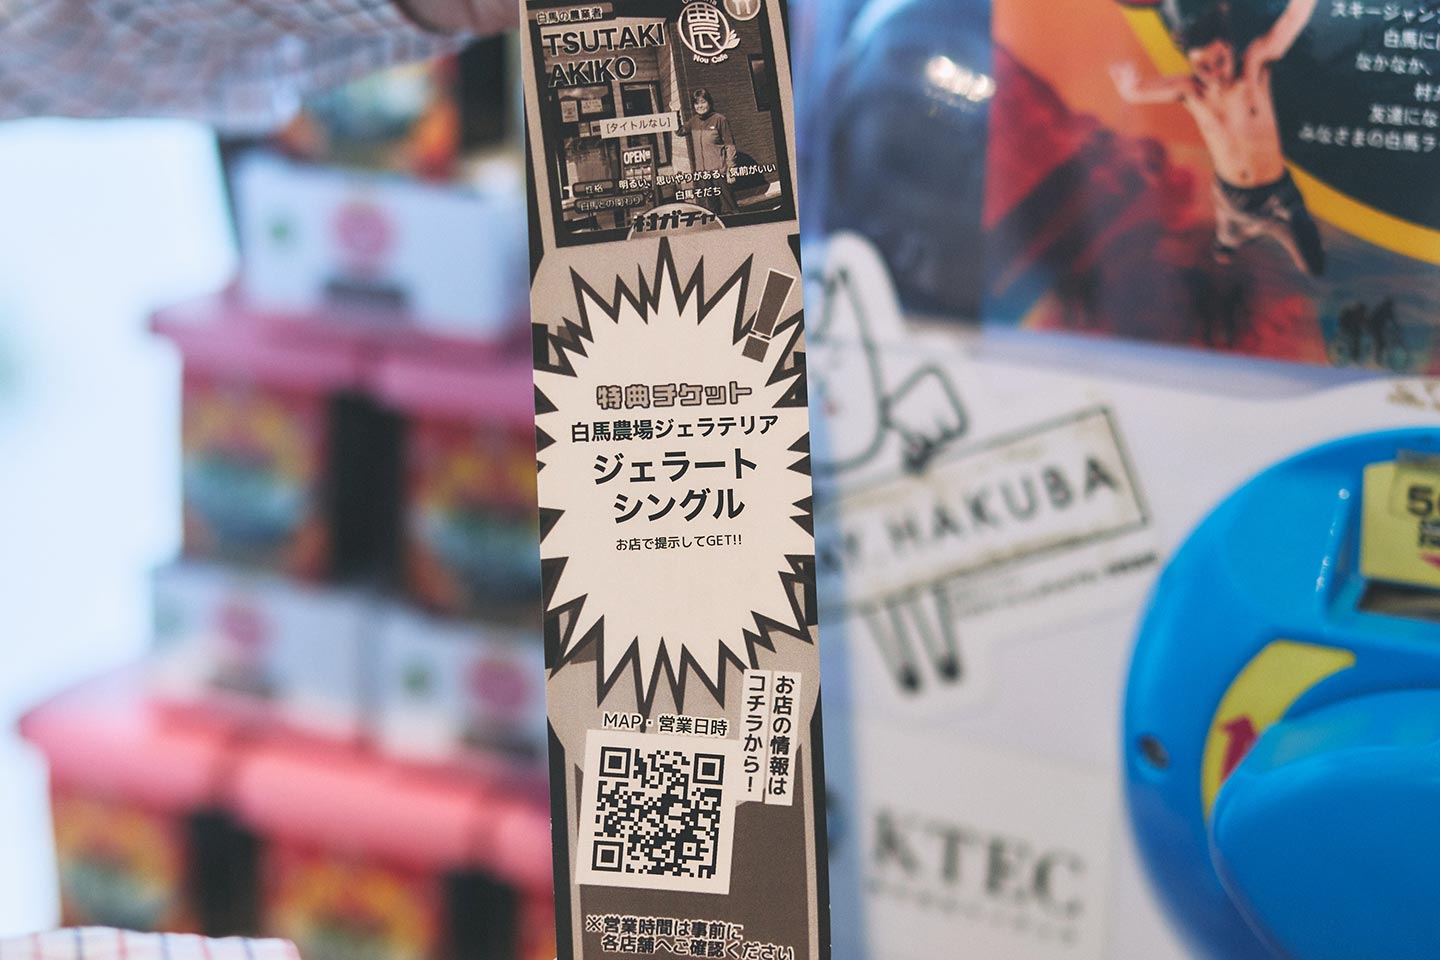 白馬の農業者
TSUTAKI
AKIKO
農
Nou Cafe
[タイトルなし]
OPEN
性格
明るい、思いやりがある、気前がいい
白馬との関わり
白馬そだち
村ガチャ
特典チケット
白馬農場ジェラテリア
ジェラート
シングル
お店で提示してGET!!
お店の情報は
コチラから!
MAP・営業日時
※営業時間は事前に
各店舗へご確認ください
スキージャン
白馬に
なかなか、
村
友達にな
みなさまの白馬ラ
HAKUBA
KTEC
50